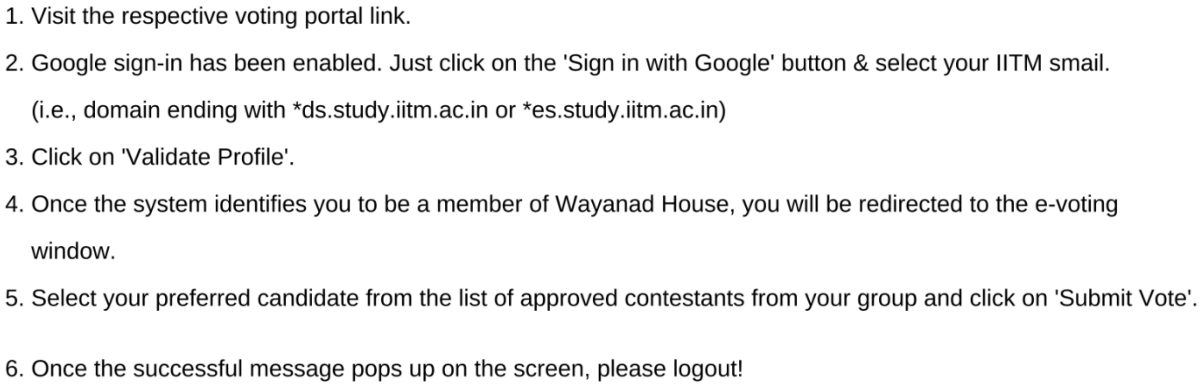 1. Visit the respective voting portal link.
2. Google sign-in has been enabled. Just click on the 'Sign in with Google' button & select your IITM smail.
(i.e., domain ending with *ds.study.iitm.ac.in or *es.study.iitm.ac.in)
3. Click on 'Validate Profile'.
4. Once the system identifies you to be a member of Wayanad House, you will be redirected to the e-voting
window.
5. Select your preferred candidate from the list of approved contestants from your group and click on 'Submit Vote'.
6. Once the successful message pops up on the screen, please logout!